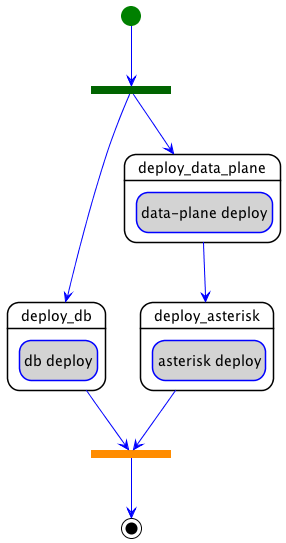 deploy_data_plane
data-plane deploy
deploy_db
db deploy
deploy_asterisk
asterisk deploy